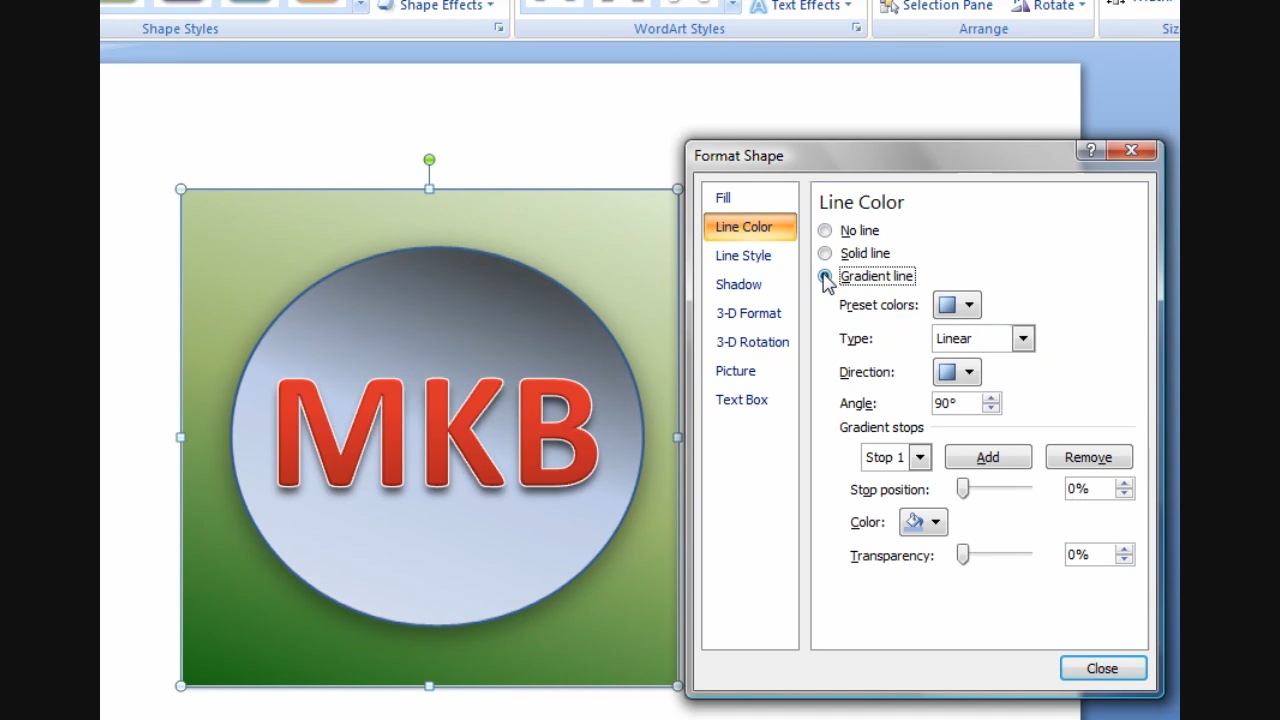 Shape Effects
Text Effects
Selection Pane
Rotate
Shape Styles
WordArt Styles
Arrange
Format Shape
?
Fill
Line Color
Line Style
Shadow
3-D Format
3-D Rotation
Picture
Text Box
Line Color
No line
Solid line
Gradient line
Preset colors:
Type: Linear
Direction:
Angle: 90°
Gradient stops
Stop 1 Add Remove
Stop position: 0%
Color:
Transparency: 0%
Close
MKB